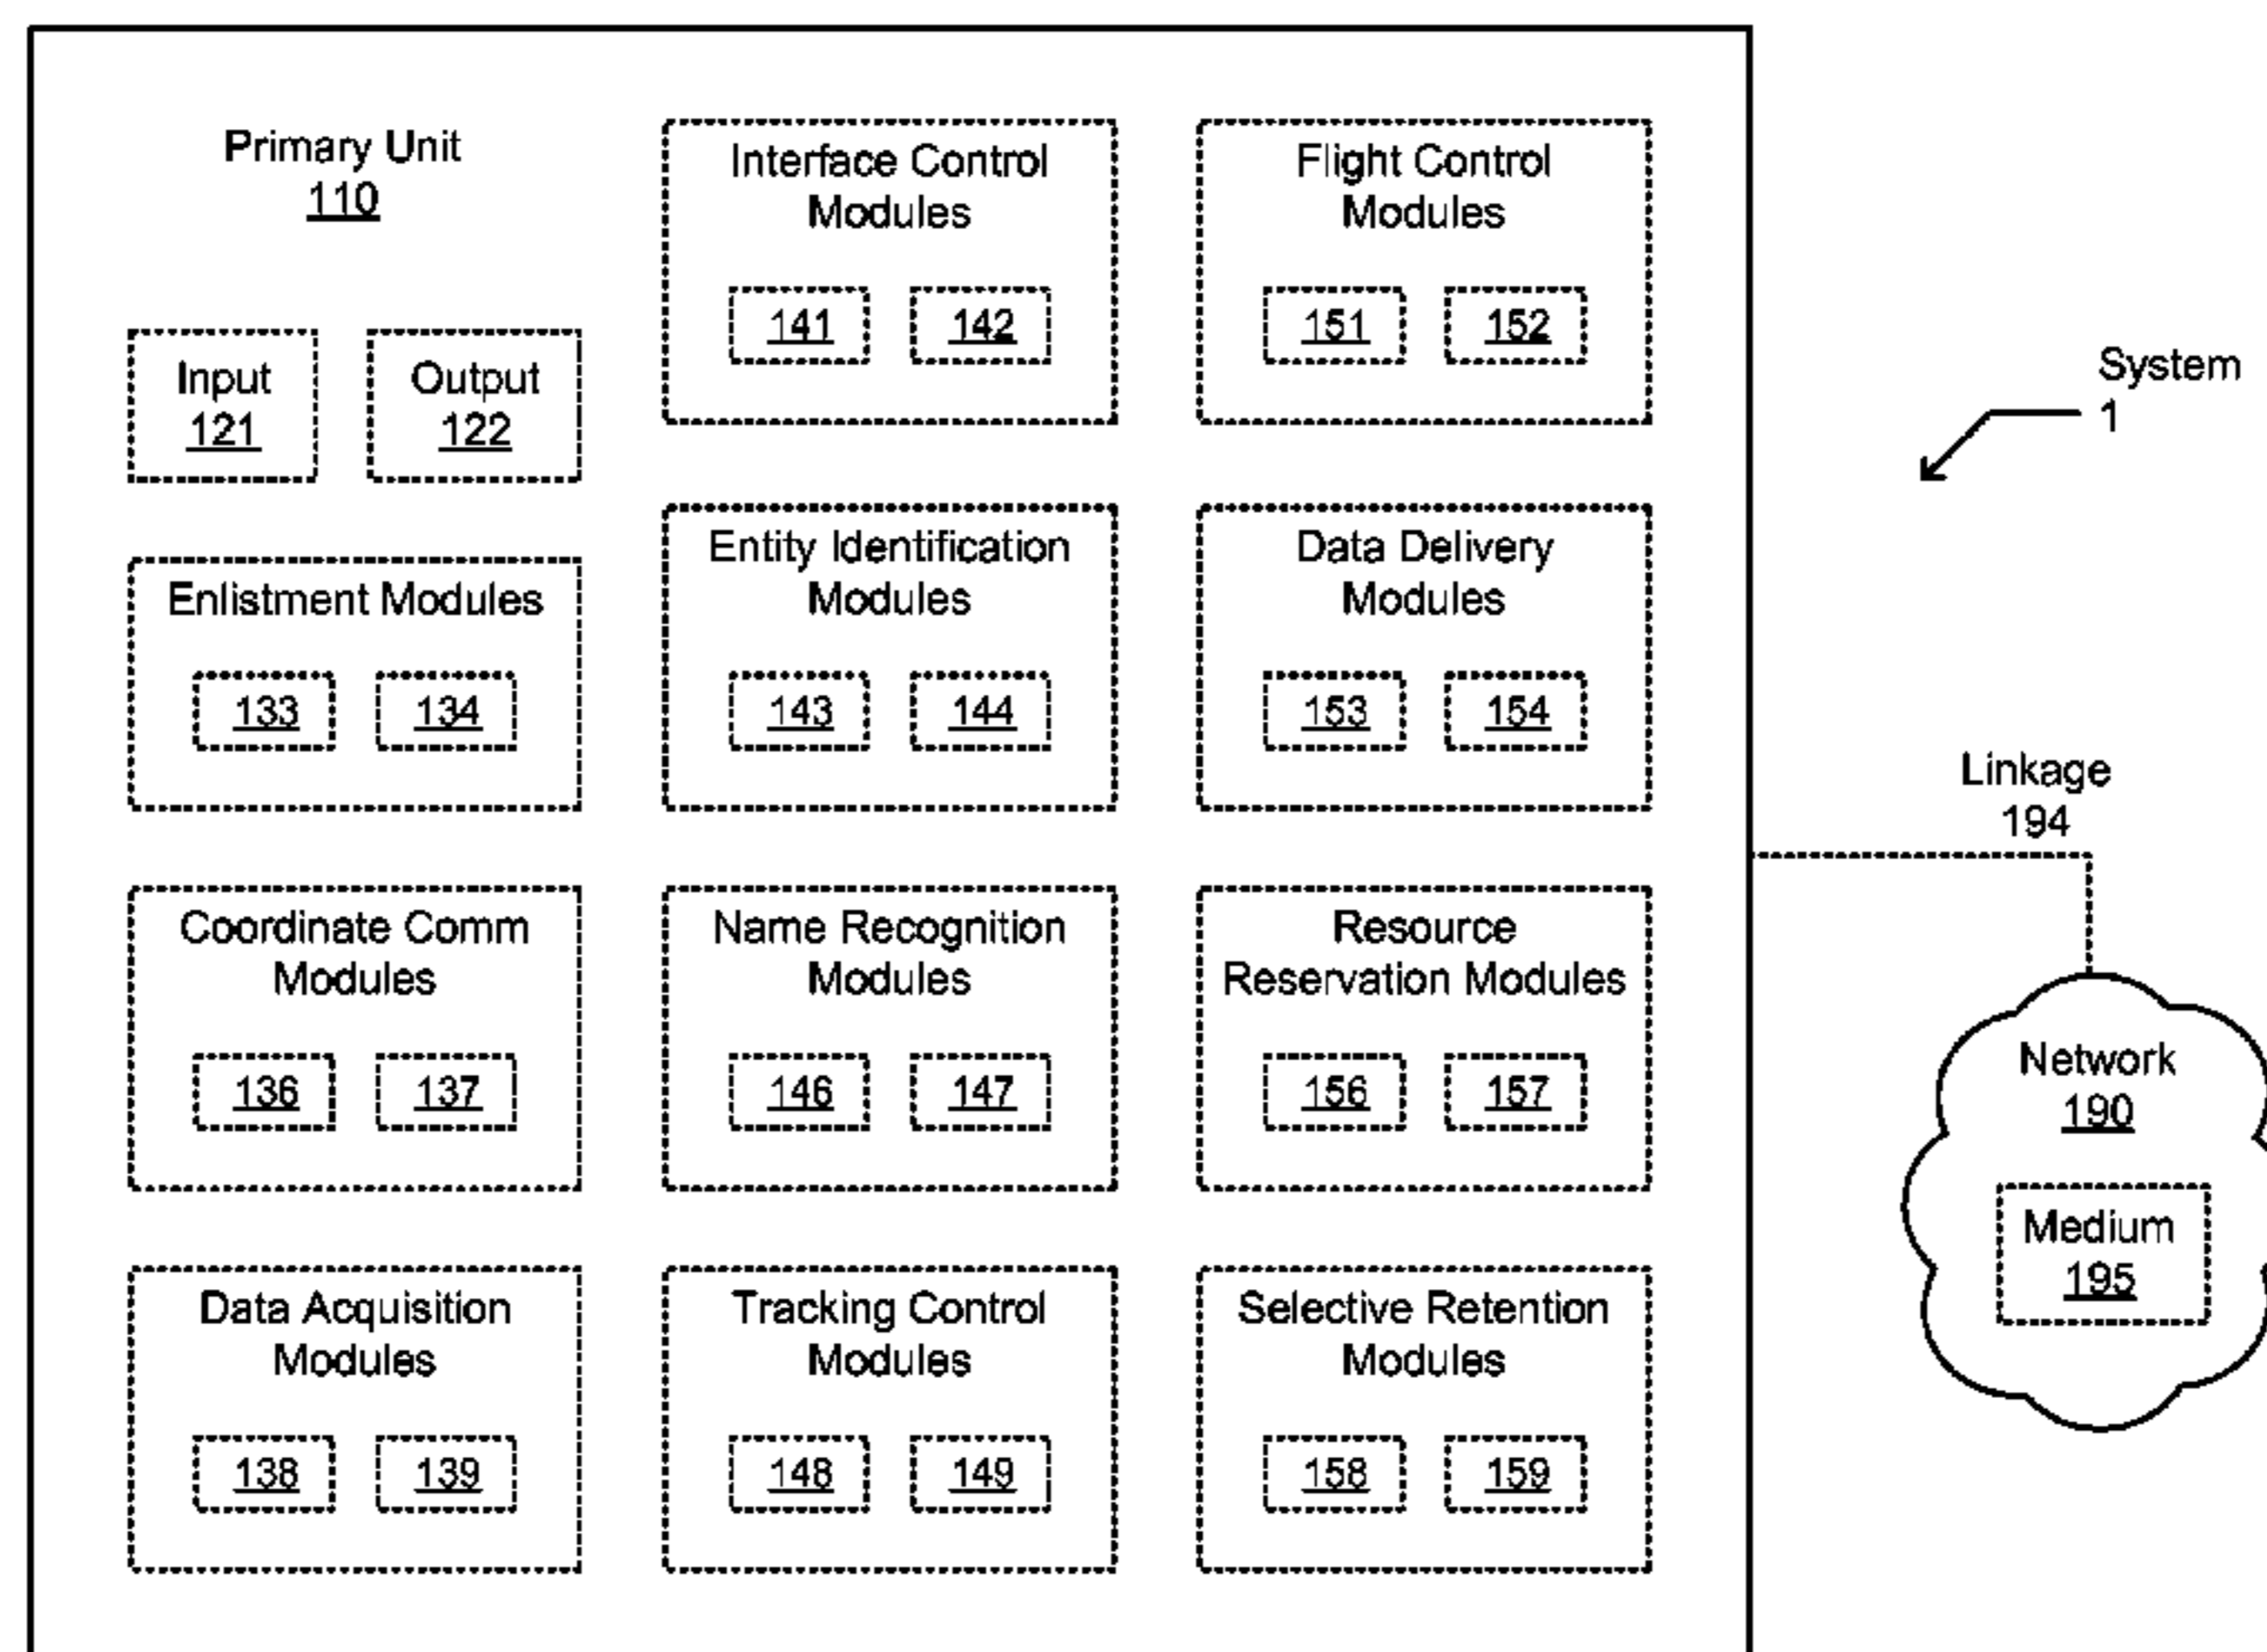 Primary Unit
110
Input
121
Output
122
Enlistment Modules
133 134
Coordinate Comm
Modules
136 137
Data Acquisition
Modules
138 139
Interface Control
Modules
141 142
Entity Identification
Modules
143 144
Name Recognition
Modules
146 147
Tracking Control
Modules
148 149
Flight Control
Modules
151 152
Data Delivery
Modules
153 154
Resource
Reservation Modules
156 157
Selective Retention
Modules
158 159
System
1
Linkage
194
Network
190
Medium
195